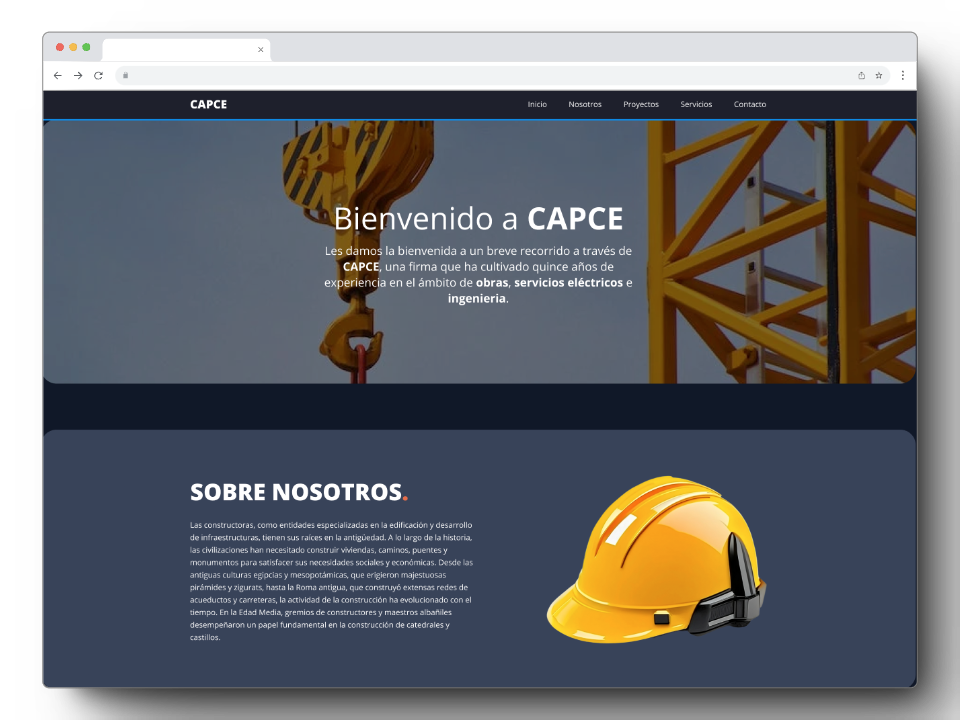 CAPCE
Inicio Nosotros Proyectos Servicios Contacto
Bienvenido a CAPCE
Les damos la bienvenida a un breve recorrido a través de
CAPCE, una firma que ha cultivado quince años de
experiencia en el ámbito de obras, servicios eléctricos e
ingenieria.
SOBRE NOSOTROS.
Las constructoras, como entidades especializadas en la edificación y desarrollo
de infraestructuras, tienen sus raíces en la antigüedad. A lo largo de la historia,
las civilizaciones han necesitado construir viviendas, caminos, puentes y
monumentos para satisfacer sus necesidades sociales y económicas. Desde las
antiguas culturas egipcias y mesopotámicas, que erigieron majestuosas
pirámides y zigurats, hasta la Roma antigua, que construyó extensas redes de
acueductos y carreteras, la actividad de la construcción ha evolucionado con el
tiempo. En la Edad Media, gremios de constructores y maestros albañiles
desempeñaron un papel fundamental en la construcción de catedrales y
castillos.